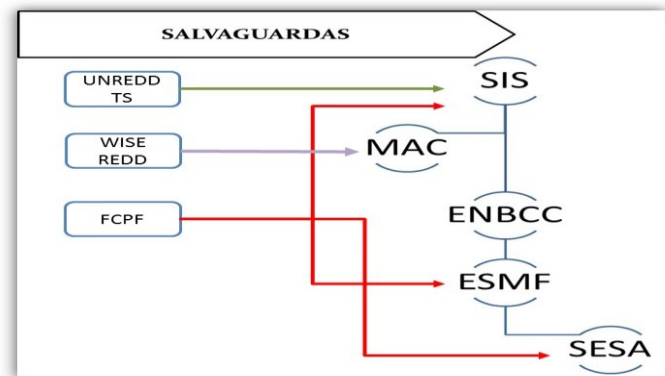 SALVAGUARDAS
UNREDD
TS
SIS
WISE
REDD
MAC
FCPF
ENBCC
ESMF
SESA